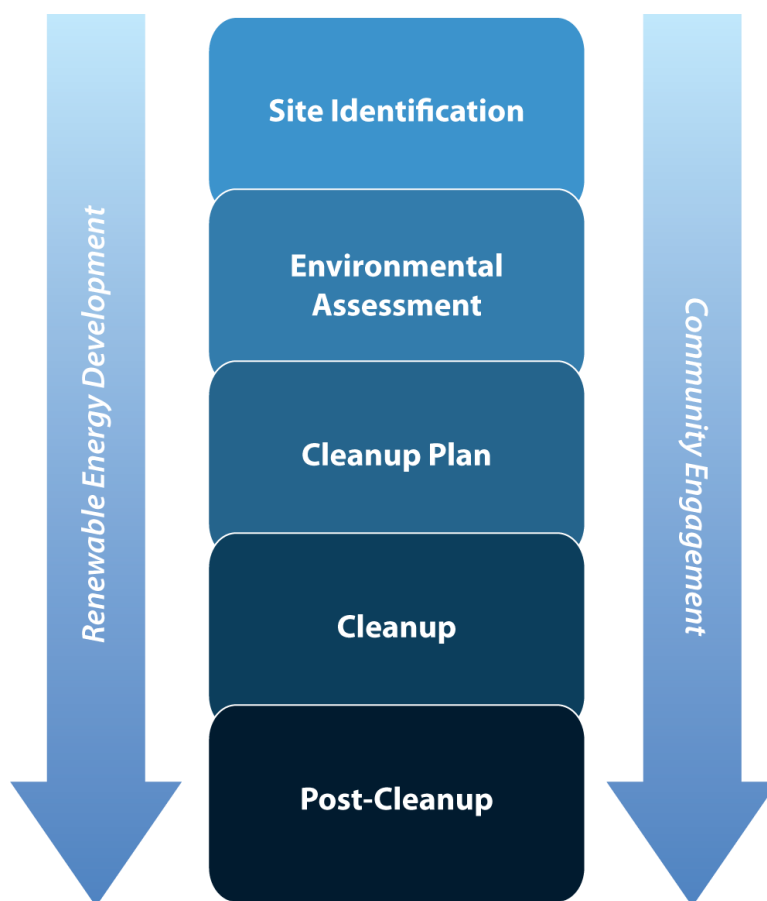 Renewable Energy Development
Site Identification
Environmental
Assessment
Cleanup Plan
Cleanup
Post-Cleanup
Community Engagement